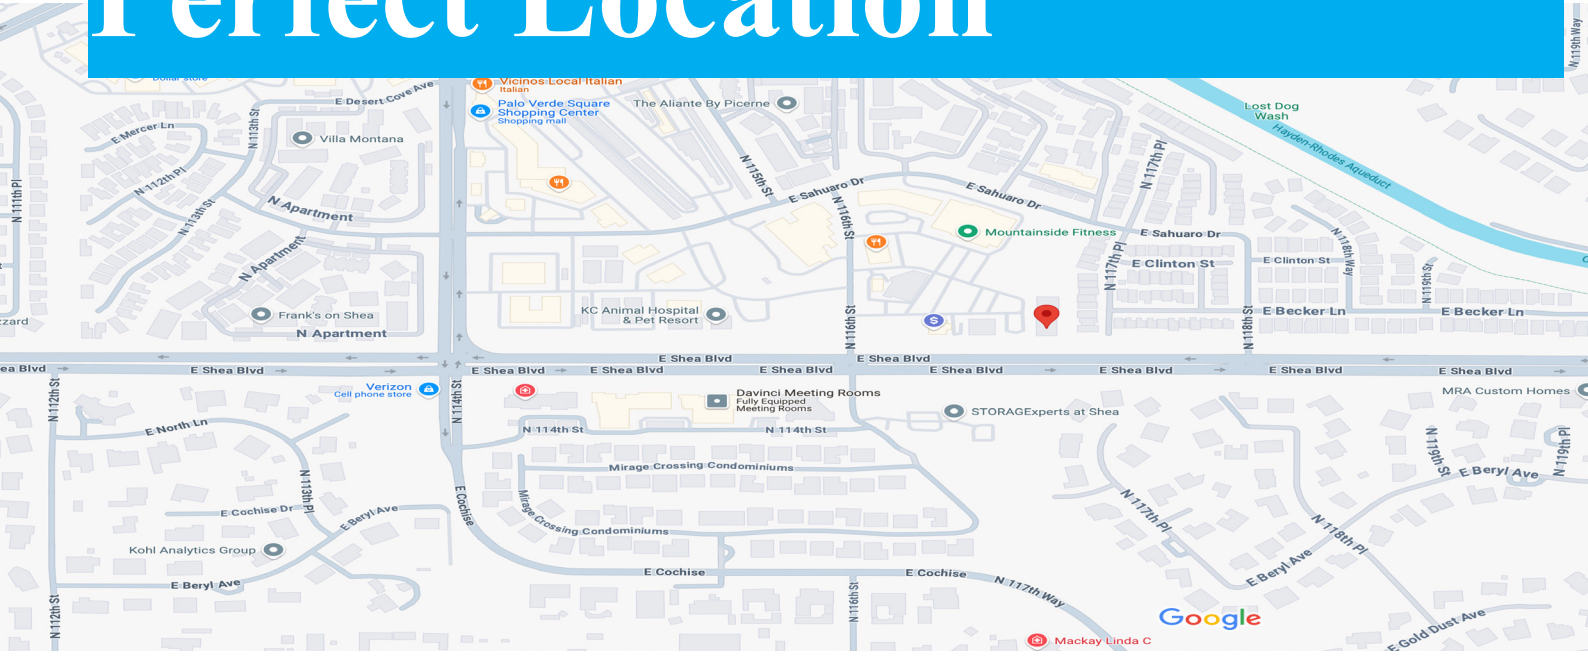 Perfect Location
N 119th Way
Dollar store
Vicinos Local Italian
Italian
E Desert Cove Ave
Palo Verde Square
Shopping Center
Shopping mall
The Aliante By Picerne
Lost Dog
Wash
Hayden-Rhodes Aqueduct
E Mercer Ln
N 113th St
Villa Montana
N 112th Pl
N 111th Pl
N 115th St
N 117th Pl
E Sahuaro Dr
E Sahuaro Dr
N Apartment
N 113th St
N 116th St
Mountainside Fitness
E Sahuaro Dr
N 118th Way
N Apartment
N 117th Pl
E Clinton St
E Clinton St
N 119th St
KC Animal Hospital
& Pet Resort
Frank's on Shea
N Apartment
N 116th St
N 118th St
E Becker Ln
E Becker Ln
zzard
E Shea Blvd
E Shea Blvd
ea Blvd
E Shea Blvd
E Shea Blvd
E Shea Blvd
E Shea Blvd
E Shea Blvd
E Shea Blvd
E Shea Blvd
E Shea Blvd
Verizon
Cell phone store
N 112th St
N 114th St
Davinci Meeting Rooms
Fully Equipped
Meeting Rooms
MRA Custom Homes
STORAGExperts at Shea
E North Ln
N 114th St
N 114th St
N 119th St
N 119th Pl
Mirage Crossing Condominiums
E Beryl Ave
N 113th Pl
E Cochise
Mirage Crossing Condominiums
N 117th Pl
E Cochise Dr
E Beryl Ave
N 118th Pl
Kohl Analytics Group
E Beryl Ave
E Cochise
E Cochise
N 117th Way
E Beryl Ave
N 112th St
N 116th St
Google
E Gold Dust Ave
Mackay Linda C